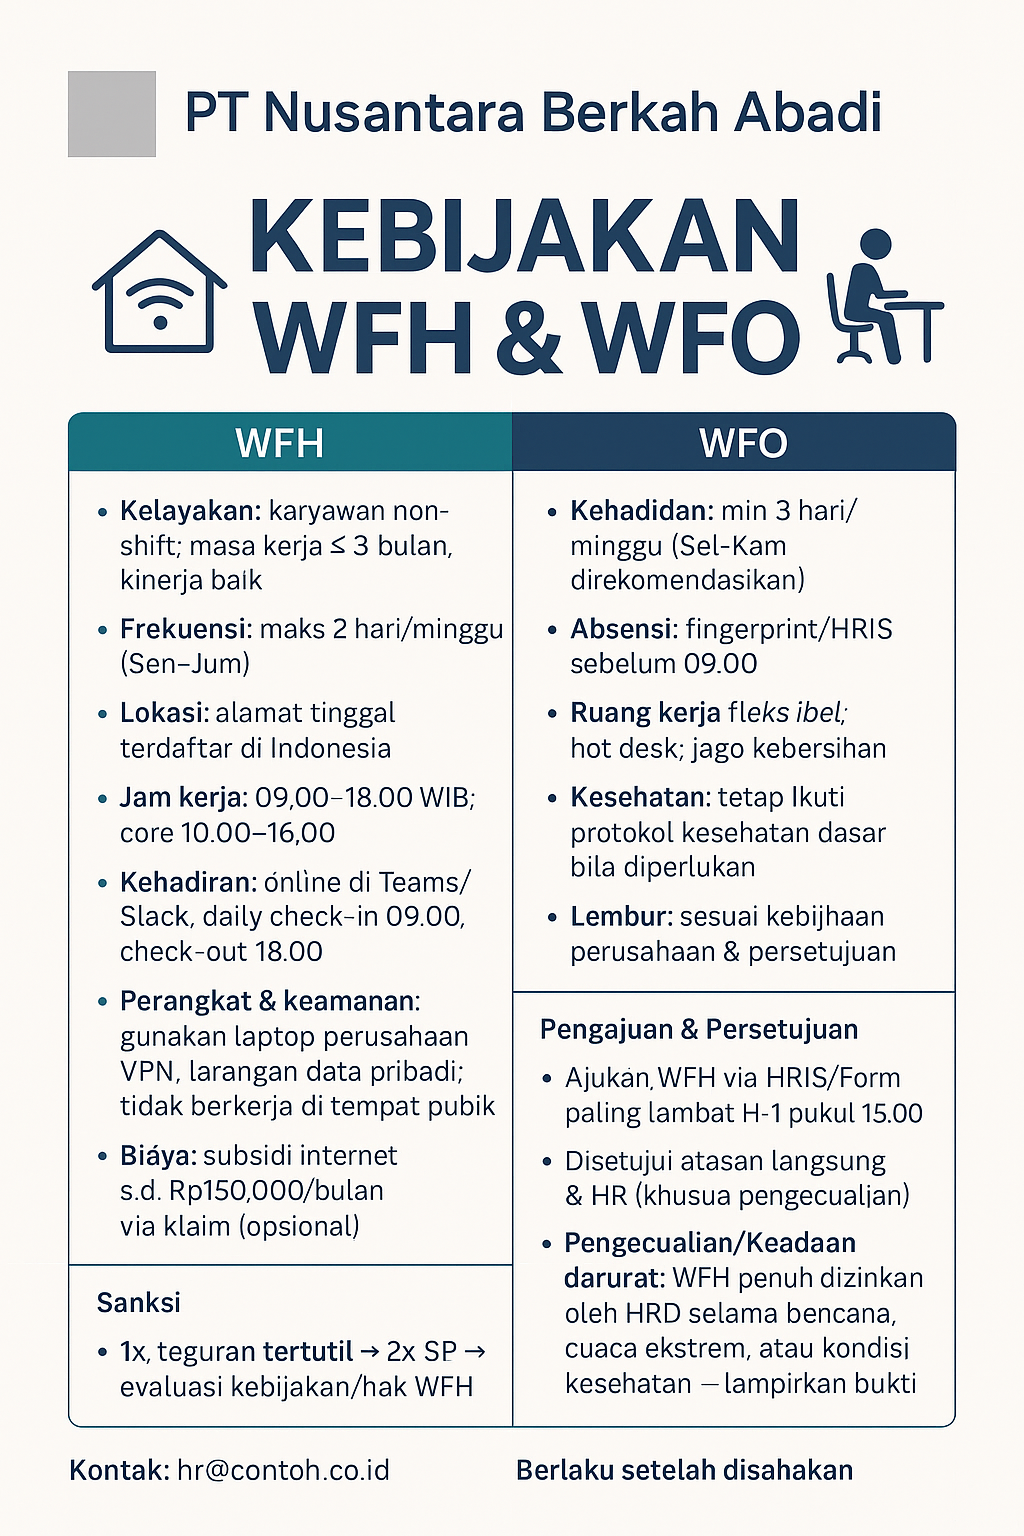 PT Nusantara Berkah Abadi
KEBIJAKAN
WFH & WFO
WFH
• Kelayakan: karyawan non-
shift; masa kerja ≤ 3 bulan,
kinerja baik
• Frekuensi: maks 2 hari/minggu
(Sen–Jum)
• Lokasi: alamat tinggal
terdaftar di Indonesia
• Jam kerja: 09,00–18.00 WIB;
core 10.00–16,00
• Kehadiran: ónlìne di Teams/
Slack, daily check-in 09.00,
check-out 18.00
• Perangkat & keamanan:
gunakan laptop perusahaan
VPN, larangan data pribadi;
tidak berkerja di tempat pubik
• Biáya: subsidi internet
s.d. Rp150,000/bulan
via klaim (opsional)
Sanksi
• 1x, teguran tertutil → 2x SP →
evaluasi kebijakan/hak WFH
WFO
• Kehadidan: min 3 hari/
minggu (Sel-Kam
direkomendasikan)
• Absensi: fingerprint/HRIS
sebelum 09.00
• Ruang kerja fleks ibel;
hot desk; jago kebersihan
• Kesehatan: tetap Ikuti
protokol kesehatan dasar
bila diperlukan
• Lembur: sesuai kebijhaan
perusahaan & persetujuan
Pengajuan & Persetujuan
• Ajukan, WFH via HRIS/Form
paling lambat H-1 pukul 15.00
• Disetujui atasan langsung
& HR (khusua pengecualjan)
• Pengecualian/Keadaan
darurat: WFH penuh dizinkan
oleh HRD selama bencana,
cuaca ekstrem, atau kondisj
kesehatan — lampirkan bukti
Kontak: hr@contoh.co.id
Berlaku setelah disahakan